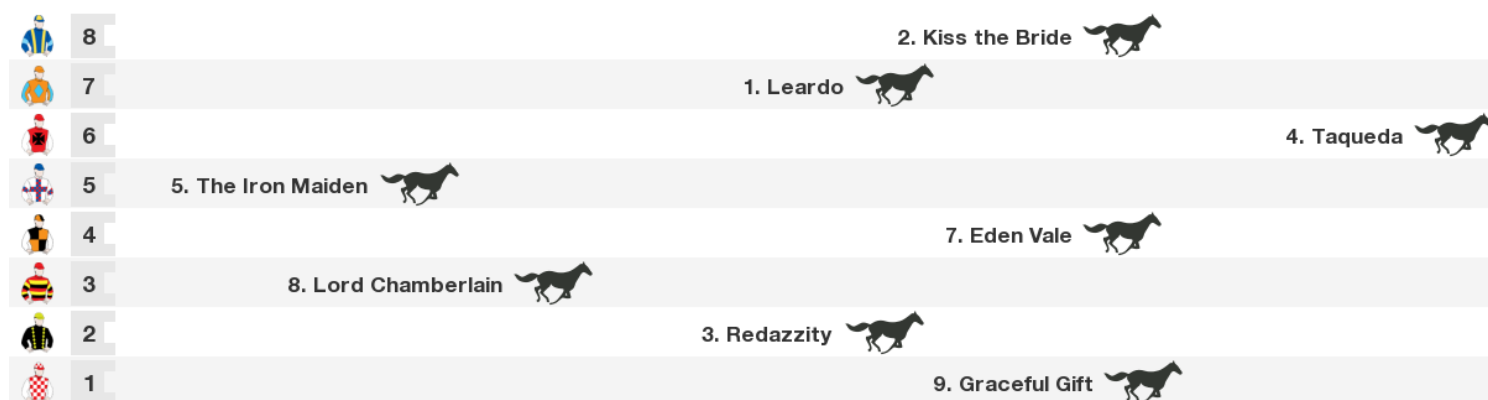 8 2. Kiss the Bride
7 1. Leardo
6 4. Taqueda
5 5. The Iron Maiden
4 7. Eden Vale
3 8. Lord Chamberlain
2 3. Redazzity
1 9. Graceful Gift